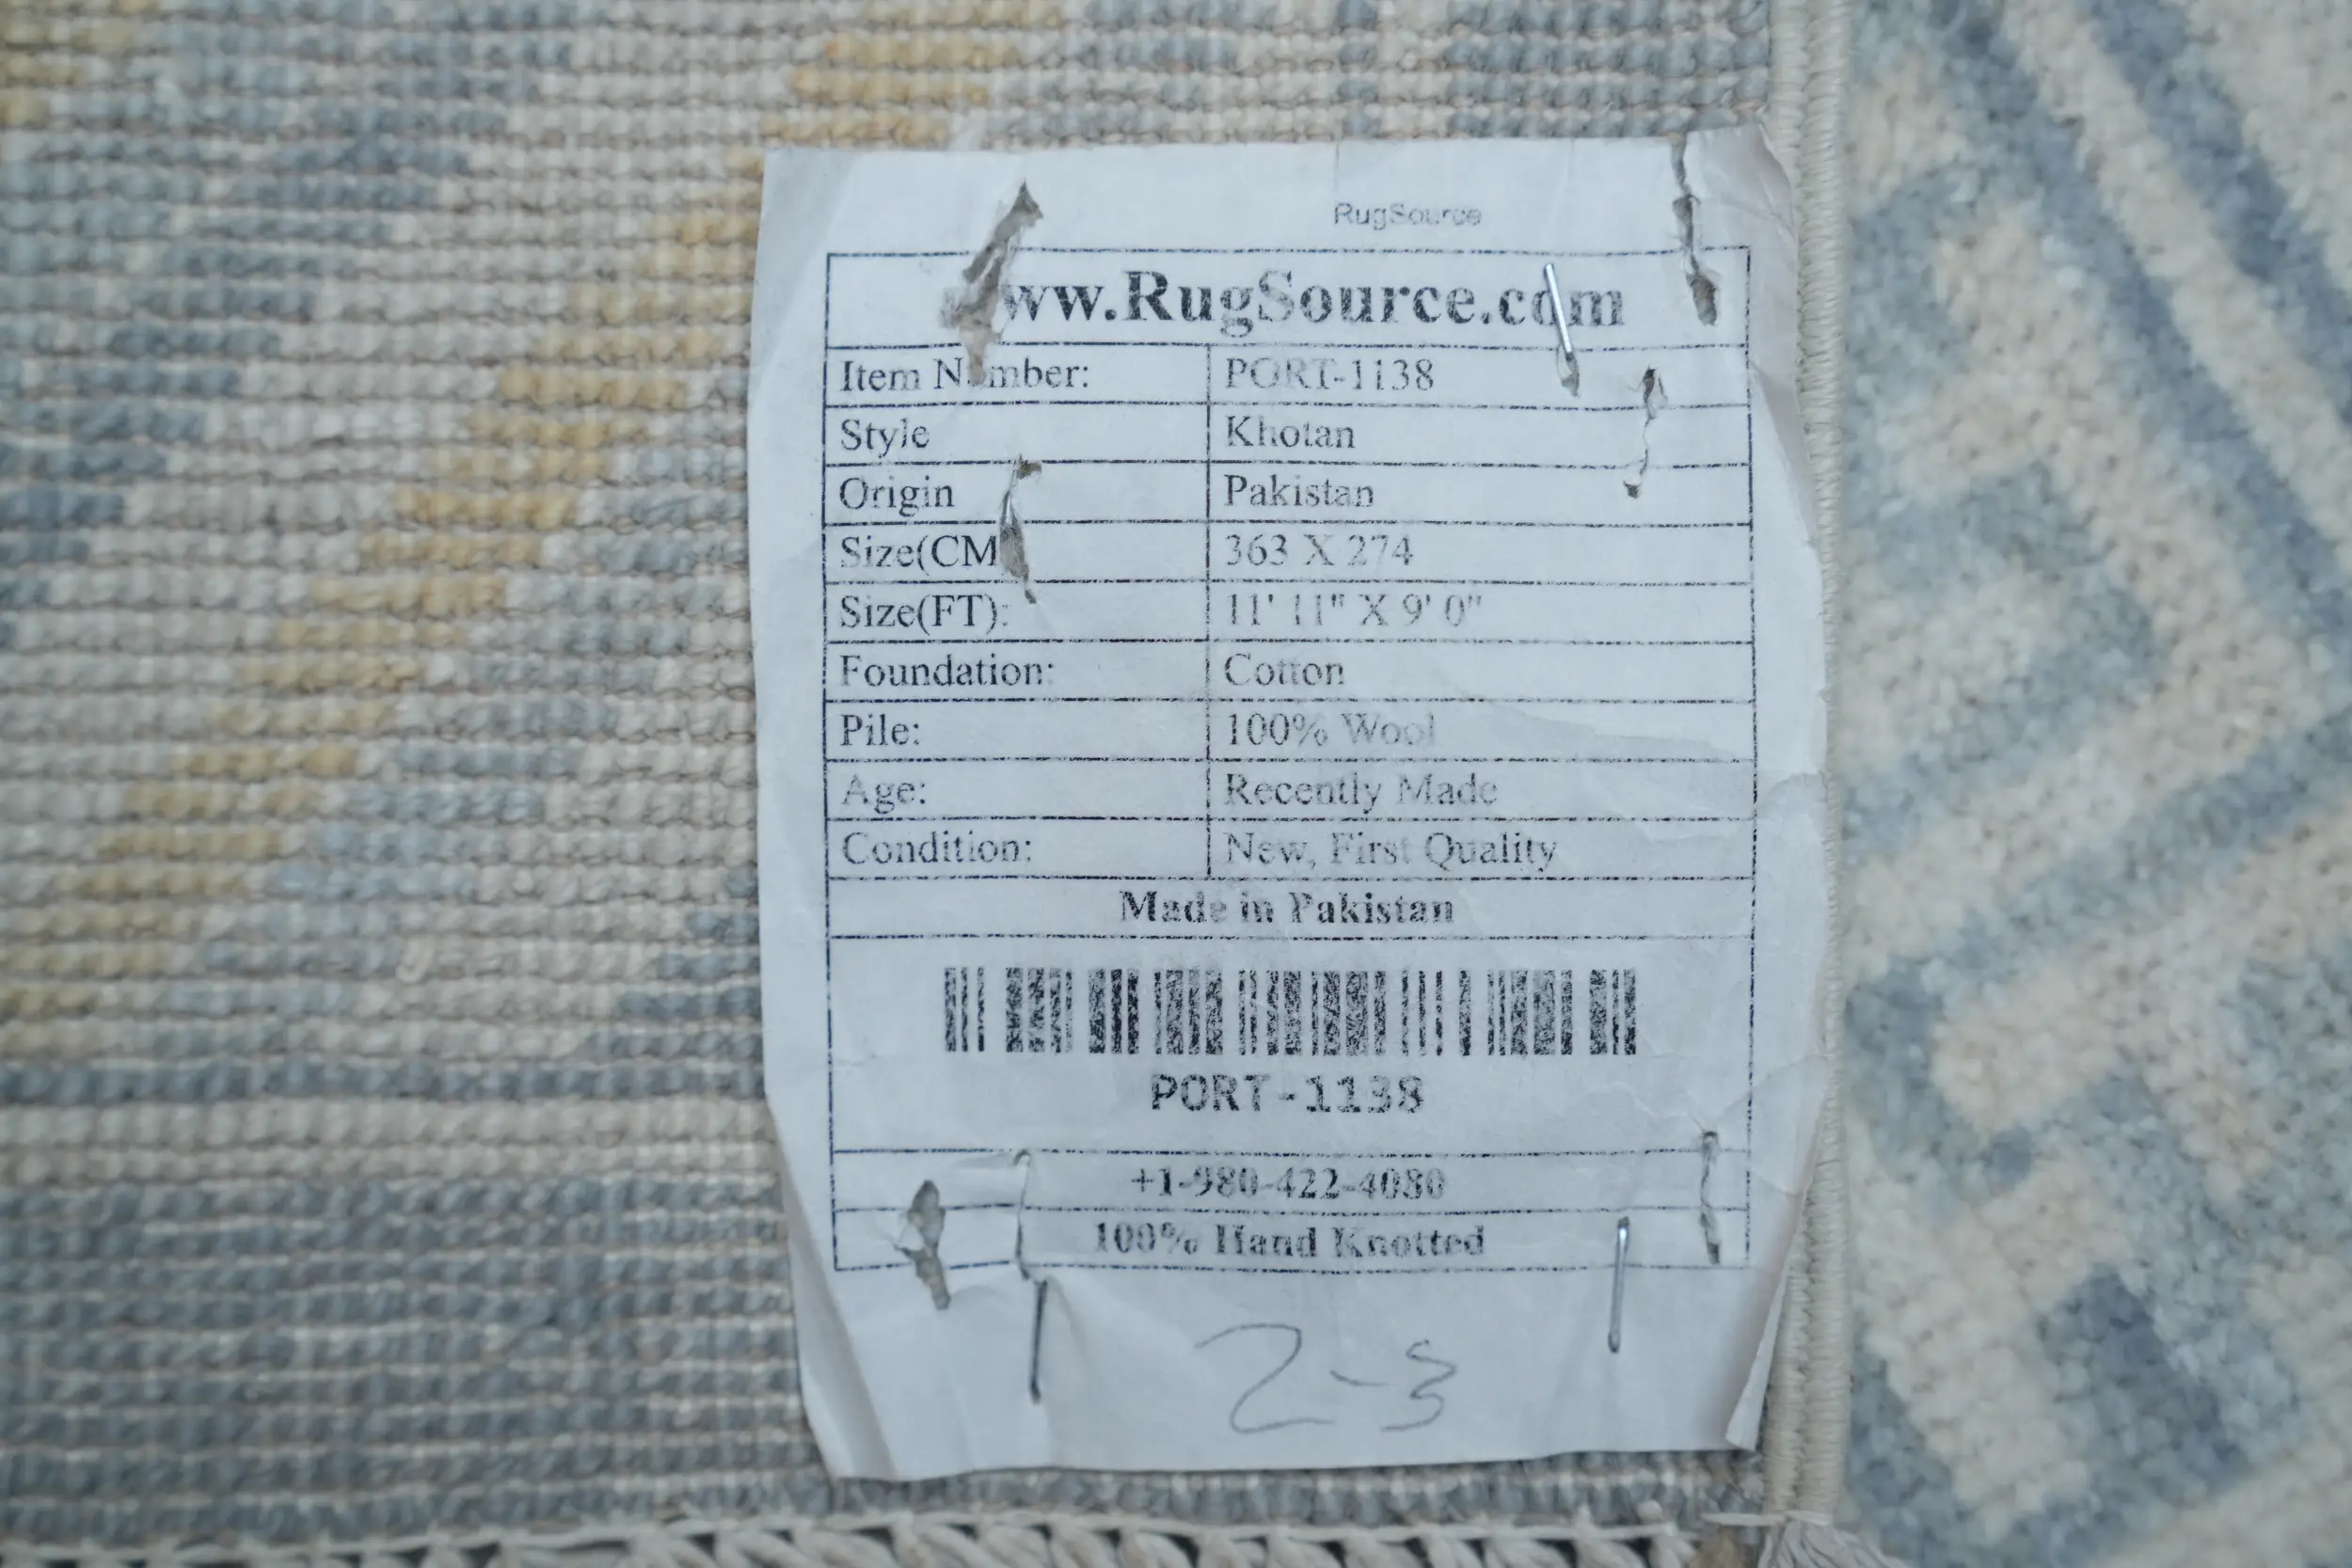 RugSource
www.RugSource.com
Item Number: PORT-1138
Style Khotan
Origin Pakistan
Size(CM 363 X 274
Size(FT): 11' 11" X 9' 0"
Foundation: Cotton
Pile: 100% Wool
Age: Recently Made
Condition: New, First Quality
Made in Pakistan
PORT-1138
+1-980-422-4080
100% Hand Knotted
2-3